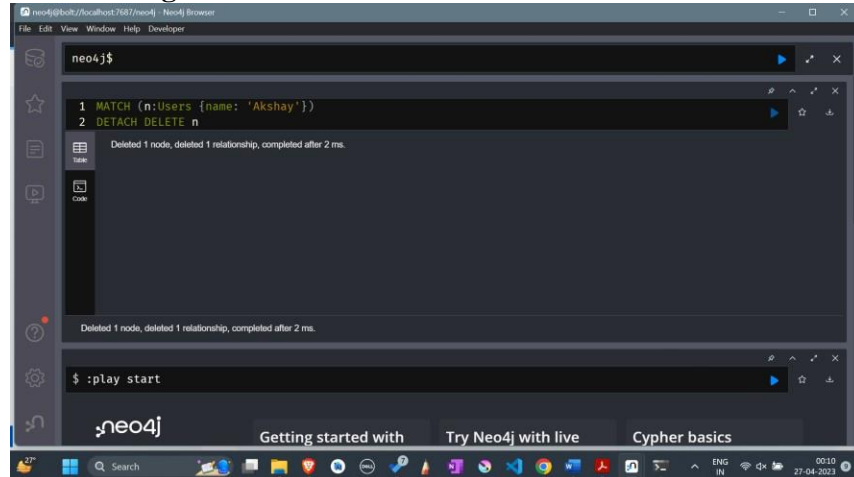 neo4j@bolt://localhost:7687/neo4j - Neo4j Browser
File Edit View Window Help Developer
neo4j$
1 MATCH (n:Users {name: 'Akshay'})
2 DETACH DELETE n
Deleted 1 node, deleted 1 relationship, completed after 2 ms.
Table
Code
Deleted 1 node, deleted 1 relationship, completed after 2 ms.
$ :play start
neo4j
Getting started with
Try Neo4j with live
Cypher basics
27°
Search
DELL
7
ENG
IN
00:10
27-04-2023